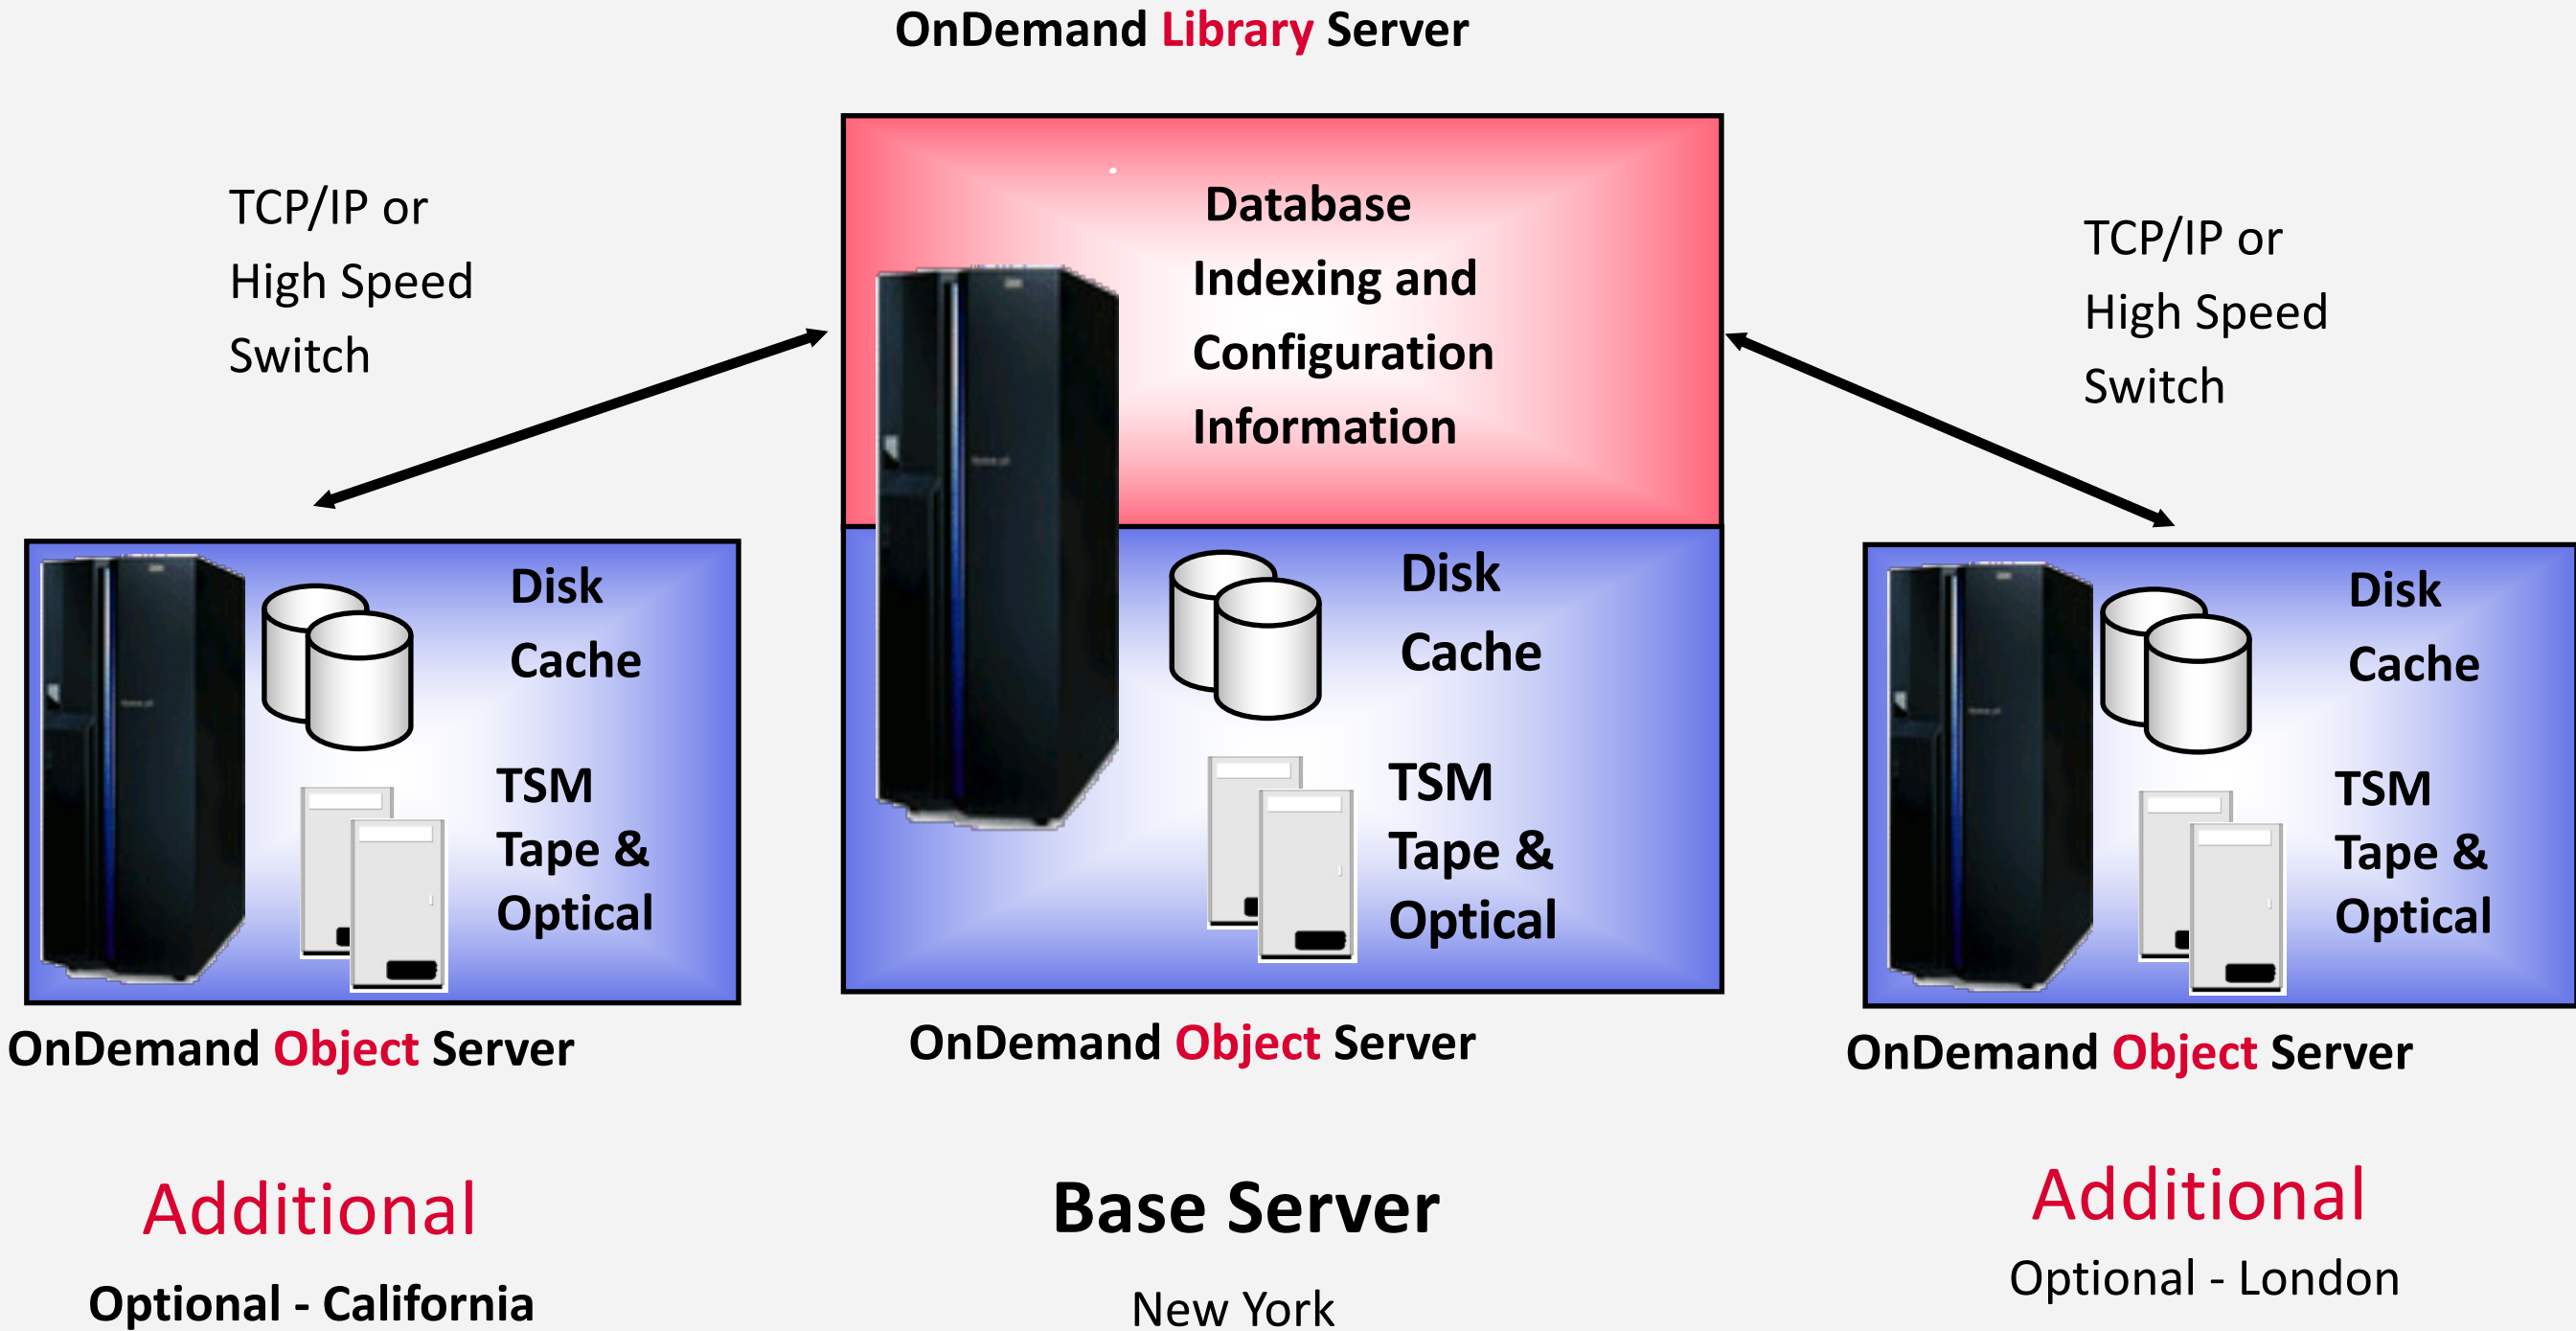 OnDemand Library Server
TCP/IP or
High Speed
Switch
Database
Indexing and
Configuration
Information
TCP/IP or
High Speed
Switch
Disk
Cache
TSM
Tape &
Optical
OnDemand Object Server
Disk
Cache
TSM
Tape &
Optical
OnDemand Object Server
Disk
Cache
TSM
Tape &
Optical
OnDemand Object Server
Additional
Optional - California
Base Server
New York
Additional
Optional - London